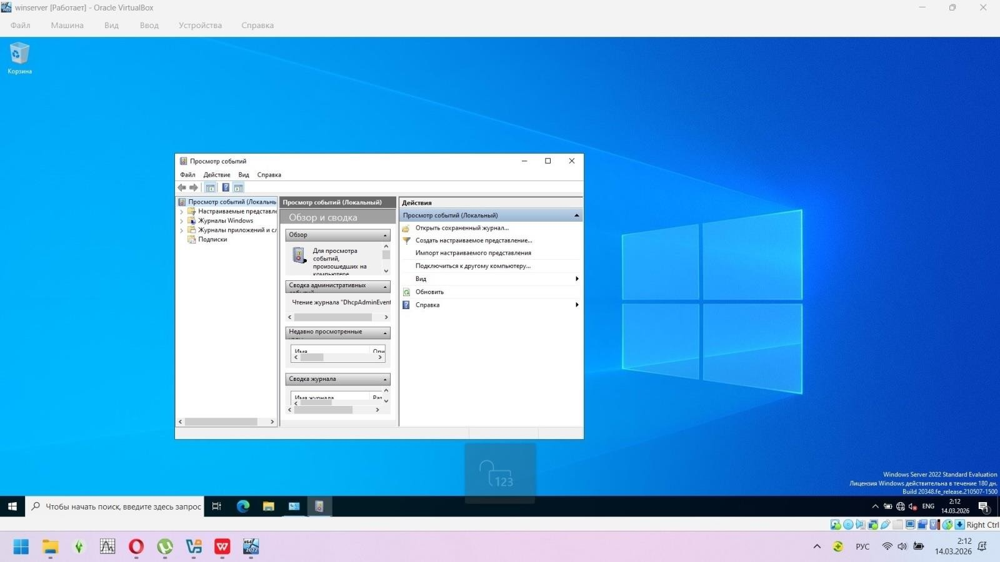 winserver [Работает] - Oracle VirtualBox
Файл Машина Вид Ввод Устройства Справка
Корзина
Просмотр событий
Файл Действие Вид Справка
Просмотр событий (Локальнь
Настраиваемые представле
Журналы Windows
Журналы приложений и сл
Подписки
Просмотр событий (Локальный)
Обзор и сводка
Обзор
Для просмотра
событий,
произошедших на
компьютере
Сводка административных
событий
Чтение журнала "DhcpAdminEvent
Недавно просмотренные
Имя Опи
Сводка журнала
Имя журнала Раз
Действия
Просмотр событий (Локальный)
Открыть сохраненный журнал...
Создать настраиваемое представление...
Импорт настраиваемого представления
Подключиться к другому компьютеру...
Вид
Обновить
Справка
123
Windows Server 2022 Standard Evaluation
Лицензия Windows действительна в течение 180 дн.
Build 20348.fe_release.210507-1500
Чтобы начать поиск, введите здесь запрос
ENG
2:12
14.03.2026
1
Right Ctrl
x64
2022
РУС
2:12
14.03.2026